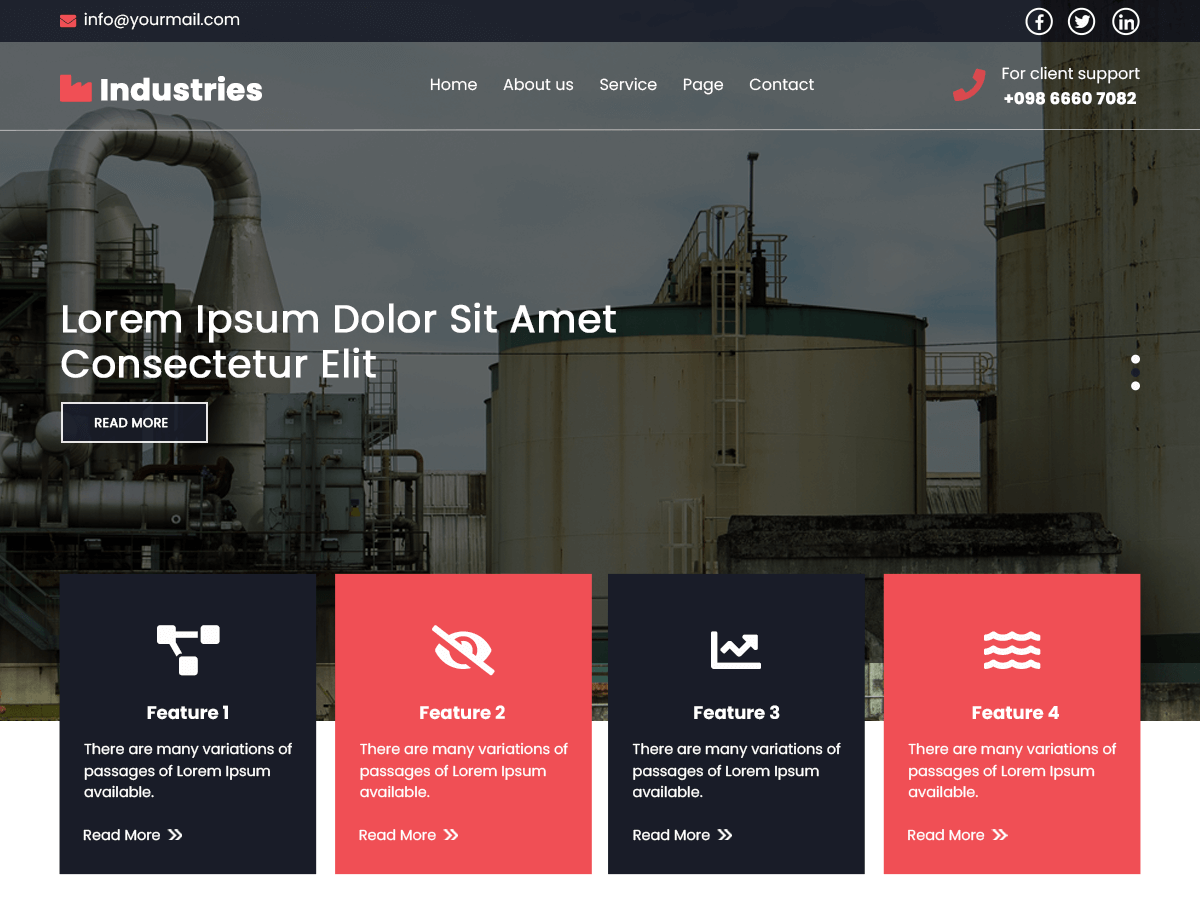 info@yourmail.com
Industries
Home
About us
Service
Page
Contact
For client support
+098 6660 7082
Lorem Ipsum Dolor Sit Amet
Consectetur Elit
READ MORE
Feature 1
There are many variations of
passages of Lorem Ipsum
available.
Read More
Feature 2
There are many variations of
passages of Lorem Ipsum
available.
Read More
Feature 3
There are many variations of
passages of Lorem Ipsum
available.
Read More
Feature 4
There are many variations of
passages of Lorem Ipsum
available.
Read More